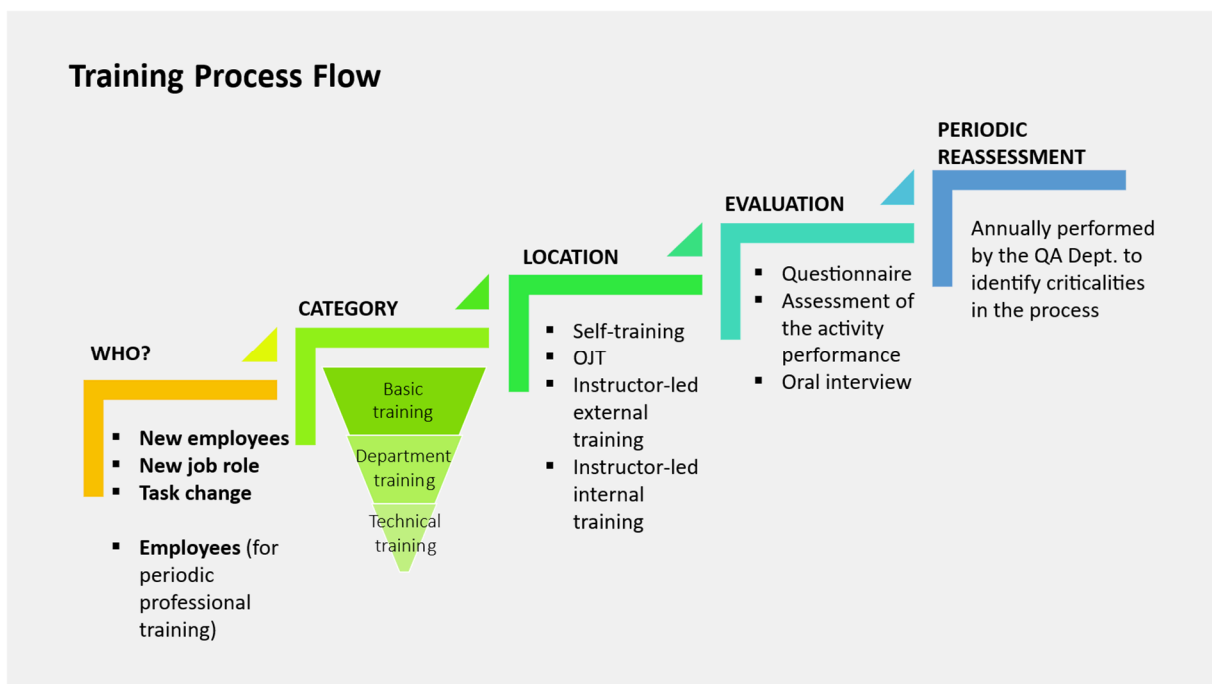 Training Process Flow
WHO?
▪ New employees
▪ New job role
▪ Task change
▪ Employees (for
periodic
professional
training)
CATEGORY
Basic
training
Department
training
Technical
training
LOCATION
▪ Self-training
▪ OJT
▪ Instructor-led
external
training
▪ Instructor-led
internal
training
EVALUATION
▪ Questionnaire
▪ Assessment of
the activity
performance
▪ Oral interview
PERIODIC
REASSESSMENT
Annually performed
by the QA Dept. to
identify criticalities
in the process